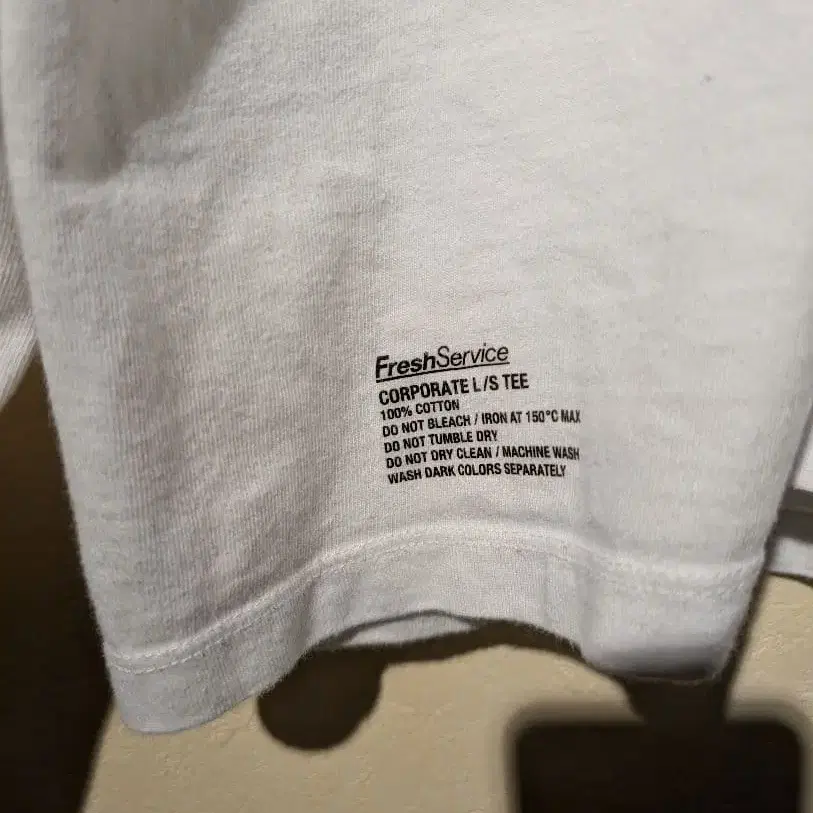 FreshService
CORPORATE L/S TEE
100% COTTON
DO NOT BLEACH / IRON AT 150°C MAX
DO NOT TUMBLE DRY
DO NOT DRY CLEAN / MACHINE WASH
WASH DARK COLORS SEPARATELY